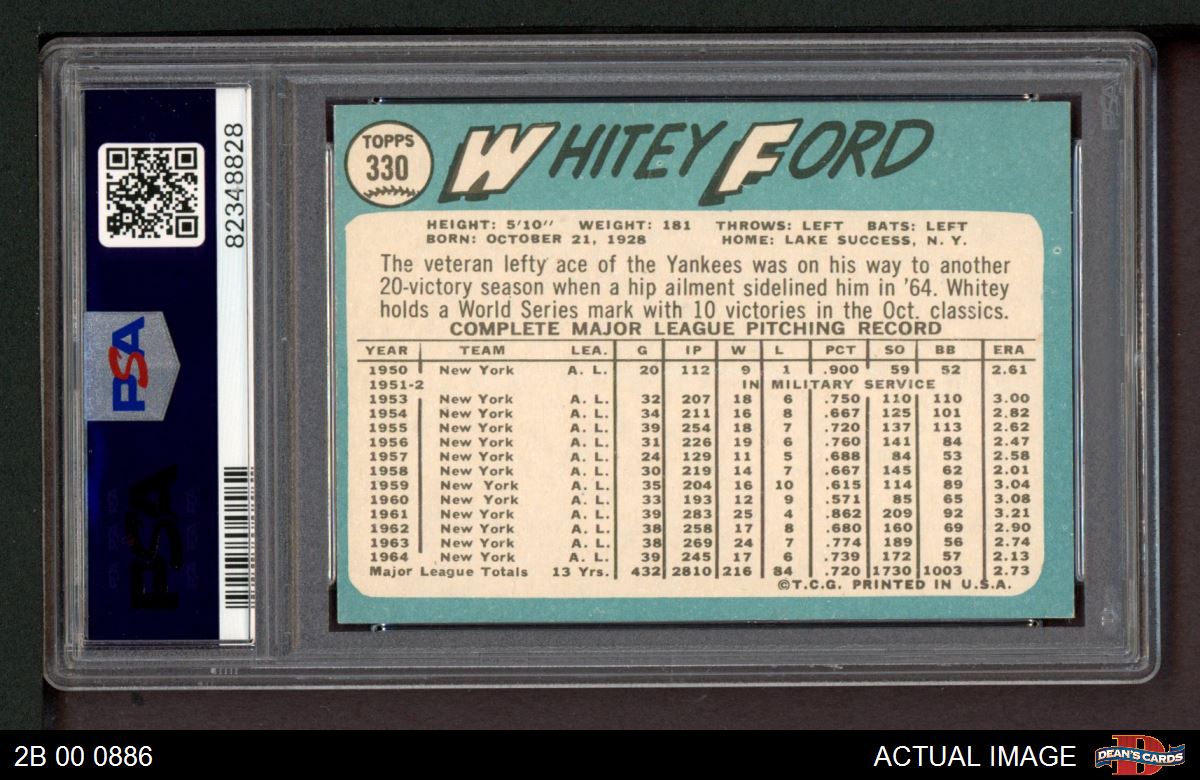 82348828
PSA
PSA
TOPPS
330
WHITEY FORD
HEIGHT: 5'10" WEIGHT: 181 THROWS: LEFT BATS: LEFT
BORN: OCTOBER 21, 1928 HOME: LAKE SUCCESS, N. Y.
The veteran lefty ace of the Yankees was on his way to another
20-victory season when a hip ailment sidelined him in '64. Whitey
holds a World Series mark with 10 victories in the Oct. classics.
COMPLETE MAJOR LEAGUE PITCHING RECORD
YEAR TEAM LEA. G IP W L PCT SO BB ERA
1950 New York A. L. 20 112 9 1 .900 59 52 2.61
1951-2 IN MILITARY SERVICE
1953 New York A. L. 32 207 18 6 .750 110 110 3.00
1954 New York A. L. 34 211 16 8 .667 125 101 2.82
1955 New York A. L. 39 254 18 7 .720 137 113 2.62
1956 New York A. L. 31 226 19 6 .760 141 84 2.47
1957 New York A. L. 24 129 11 5 .688 84 53 2.58
1958 New York A. L. 30 219 14 7 .667 145 62 2.01
1959 New York A. L. 35 204 16 10 .615 114 89 3.04
1960 New York A. L. 33 193 12 9 .571 85 65 3.08
1961 New York A. L. 39 283 25 4 .862 209 92 3.21
1962 New York A. L. 38 258 17 8 .680 160 69 2.90
1963 New York A. L. 38 269 24 7 .774 189 56 2.74
1964 New York A. L. 39 245 17 6 .739 172 57 2.13
Major League Totals 13 Yrs. 432 2810 216 84 .720 1730 1003 2.73
©T.C.G. PRINTED IN U.S.A.
PSA
2B 00 0886
ACTUAL IMAGE
DEAN'S CARDS